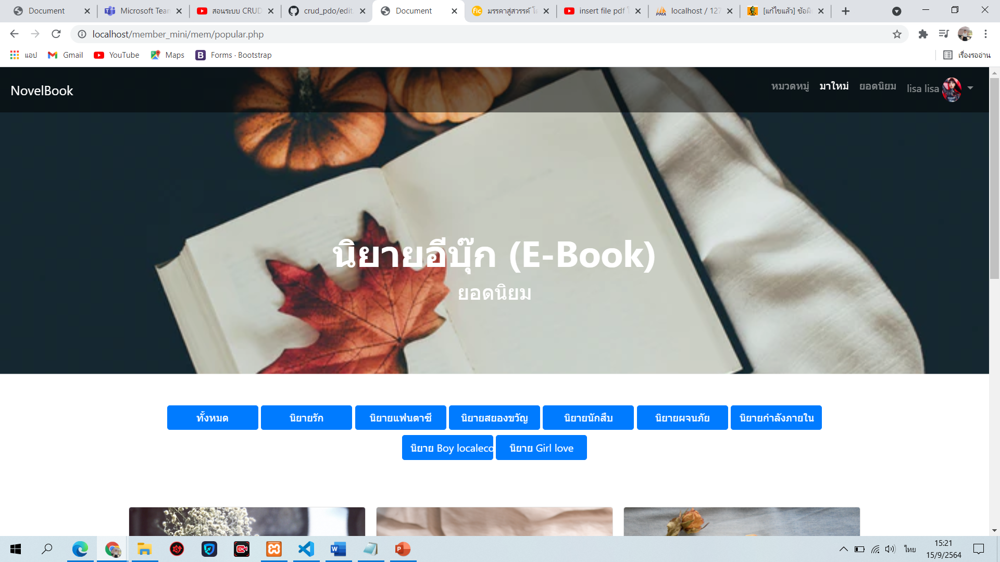 Document
Microsoft Tean
สอนระบบ CRUD
crud_pdo/edit.
Document
มรรคาสู่สวรรค์
insert file pdf
localhost / 127
[แก้ไขแล้ว] ข้อผิ
localhost/member_mini/mem/popular.php
แอป
Gmail
YouTube
Maps
Forms · Bootstrap
เรื่องรออ่าน
NovelBook
หมวดหมู่
มาใหม่
ยอดนิยม
lisa lisa
นิยายอีบุ๊ก (E-Book)
ยอดนิยม
ทั้งหมด
นิยายรัก
นิยายแฟนตาซี
นิยายสยองขวัญ
นิยายนักสืบ
นิยายผจนภัย
นิยายกำลังภายใน
นิยาย Boy localeco
นิยาย Girl love
ไทย
15:21
15/9/2564